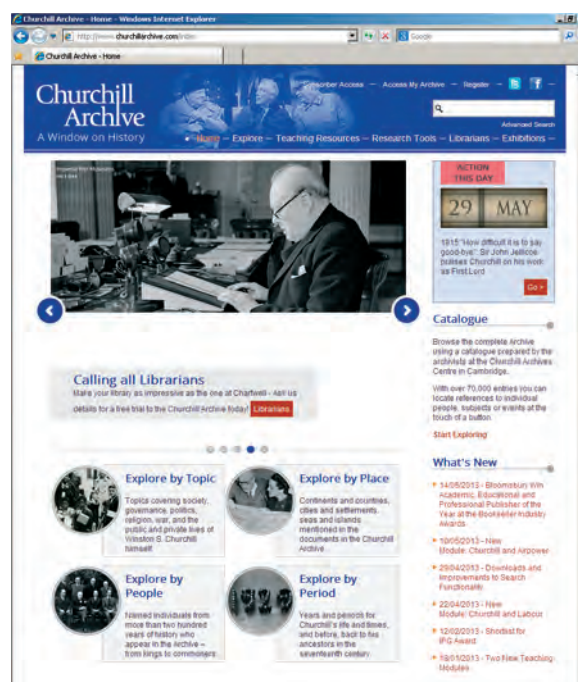 Churchill Archive - Home - Windows Internet Explorer
http://www.churchillarchive.com/index
Google
Churchill Archive - Home
Subscriber Access – Access My Archive – Register –
Churchill
Archive
A Window on History
Advanced Search
Home – Explore – Teaching Resources – Research Tools – Librarians – Exhibitions –
Imperial War Museums
ACTION
THIS DAY
29 MAY
1915 "How difficult it is to say
good-bye": Sir John Jellicoe
praises Churchill on his work
as First Lord
Go >
Calling all Librarians
Make your library as impressive as the one at Chartwell - Ask us
details for a free trial to the Churchill Archive today! Librarians
Catalogue
Browse the complete Archive
using a catalogue prepared by the
archivists at the Churchill Archives
Centre in Cambridge.
With over 70,000 entries you can
locate references to individual
people, subjects or events at the
touch of a button.
Start Exploring
Explore by Topic
Topics covering society,
governance, politics,
religion, war, and the
public and private lives of
Winston S. Churchill
himself.
Explore by Place
Continents and countries,
cities and settlements,
seas and islands
mentioned in the
documents in the Churchill
Archive.
Explore by
People
Named individuals from
more than two hundred
years of history who
appear in the Archive –
from kings to commoners
Explore by
Period
Years and periods for
Churchill's life and times,
and before, back to his
ancestors in the
seventeenth century.
What's New
14/05/2013 - Bloomsbury Win
Academic, Educational and
Professional Publisher of the
Year at the Bookseller Industry
Awards
10/05/2013 - New
Module: Churchill and Airpower
29/04/2013 - Downloads and
Improvements to Search
Functionality
22/04/2013 - New
Module: Churchill and Labour
12/02/2013 - Shortlist for
IPG Award
18/01/2013 - Two New Teaching
Modules